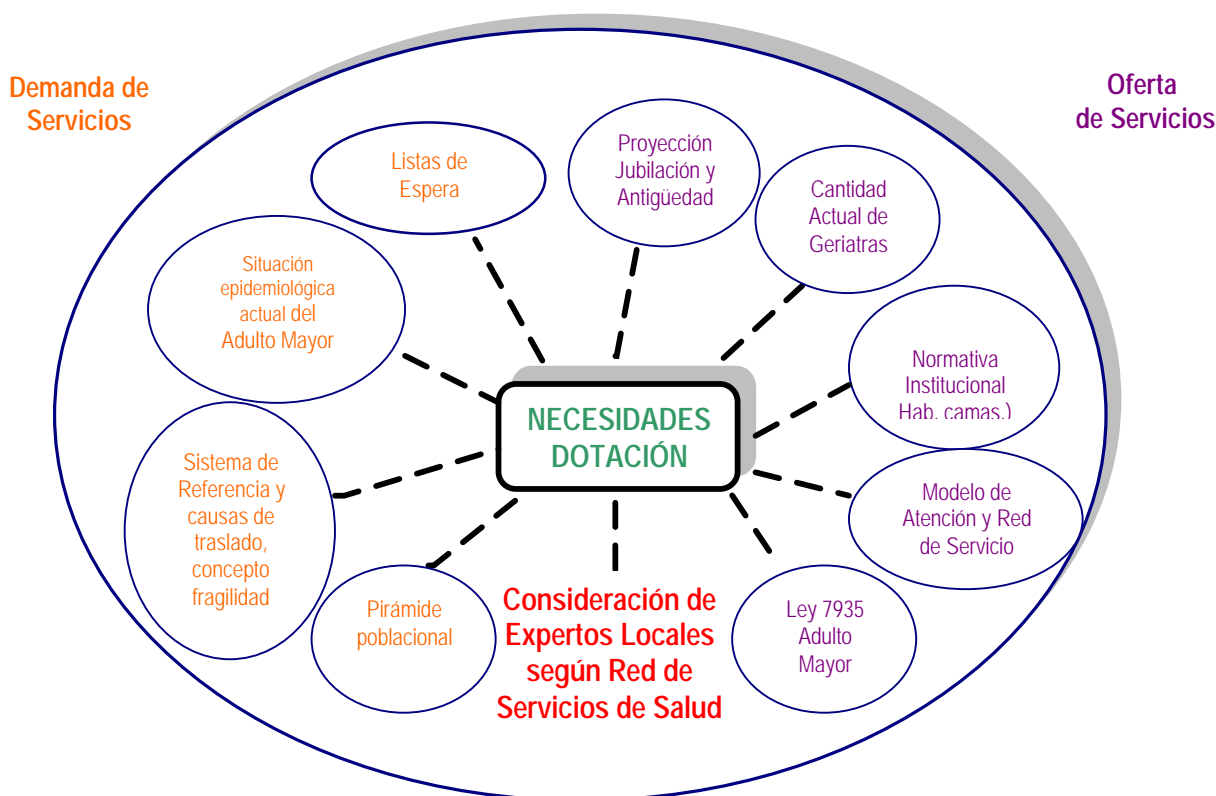 Demanda de
Servicios
Oferta
de Servicios
Listas de
Espera
Proyección
Jubilación y
Antigüedad
Cantidad
Actual de
Geriatras
Situación
epidemiológica
actual del
Adulto Mayor
Normativa
Institucional
Hab. camas.)
NECESIDADES
DOTACIÓN
Sistema de
Referencia y
causas de
traslado,
concepto
fragilidad
Modelo de
Atención y Red
de Servicio
Pirámide
poblacional
Consideración de
Expertos Locales
según Red de
Servicios de Salud
Ley 7935
Adulto
Mayor